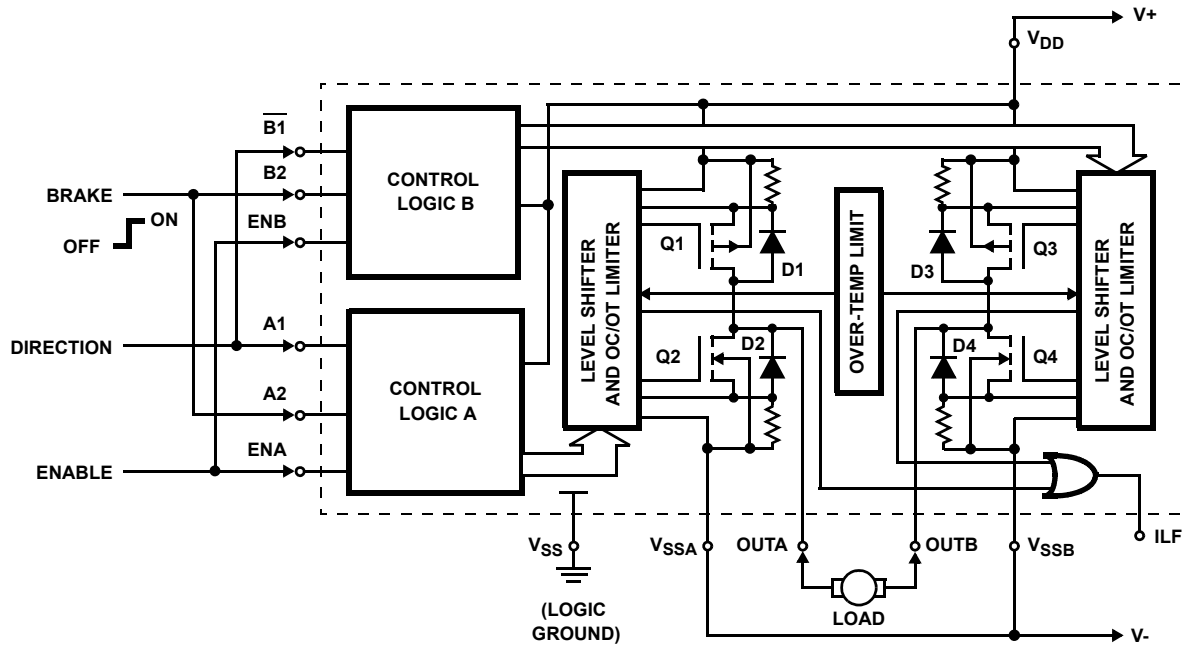 V+
VDD
B1
B2
ENB
BRAKE
ON
OFF
CONTROL
LOGIC B
A1
DIRECTION
A2
ENA
ENABLE
CONTROL
LOGIC A
LEVEL SHIFTER
AND OC/OT LIMITER
Q1
D1
Q2
D2
OVER-TEMP LIMIT
D3
Q3
D4
Q4
LEVEL SHIFTER
AND OC/OT LIMITER
VSS
(LOGIC
GROUND)
VSSA
OUTA
OUTB
VSSB
ILF
LOAD
V-